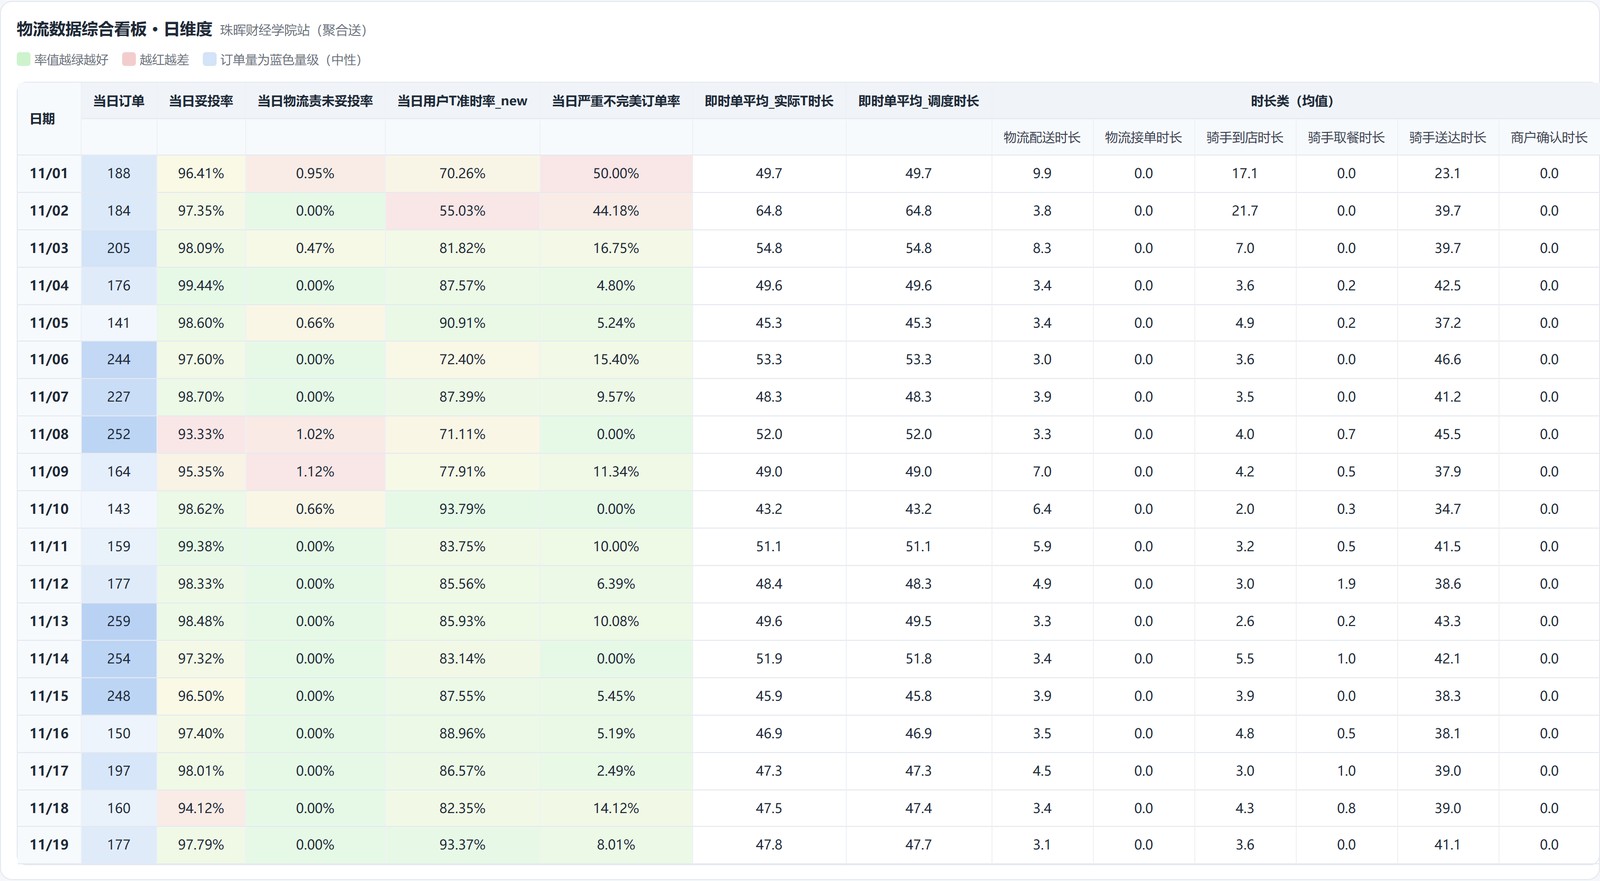 物流数据综合看板 • 日维度 珠晖财经学院站（聚合送）
率值越绿越好 越红越差 订单量为蓝色量级（中性）
日期 当日订单 当日妥投率 当日物流责未妥投率 当日用户T准时率_new 当日严重不完美订单率 即时单平均_实际T时长 即时单平均_调度时长 时长类（均值）
物流配送时长 物流接单时长 骑手到店时长 骑手取餐时长 骑手送达时长 商户确认时长
11/01 188 96.41% 0.95% 70.26% 50.00% 49.7 49.7 9.9 0.0 17.1 0.0 23.1 0.0
11/02 184 97.35% 0.00% 55.03% 44.18% 64.8 64.8 3.8 0.0 21.7 0.0 39.7 0.0
11/03 205 98.09% 0.47% 81.82% 16.75% 54.8 54.8 8.3 0.0 7.0 0.0 39.7 0.0
11/04 176 99.44% 0.00% 87.57% 4.80% 49.6 49.6 3.4 0.0 3.6 0.2 42.5 0.0
11/05 141 98.60% 0.66% 90.91% 5.24% 45.3 45.3 3.4 0.0 4.9 0.2 37.2 0.0
11/06 244 97.60% 0.00% 72.40% 15.40% 53.3 53.3 3.0 0.0 3.6 0.0 46.6 0.0
11/07 227 98.70% 0.00% 87.39% 9.57% 48.3 48.3 3.9 0.0 3.5 0.0 41.2 0.0
11/08 252 93.33% 1.02% 71.11% 0.00% 52.0 52.0 3.3 0.0 4.0 0.7 45.5 0.0
11/09 164 95.35% 1.12% 77.91% 11.34% 49.0 49.0 7.0 0.0 4.2 0.5 37.9 0.0
11/10 143 98.62% 0.66% 93.79% 0.00% 43.2 43.2 6.4 0.0 2.0 0.3 34.7 0.0
11/11 159 99.38% 0.00% 83.75% 10.00% 51.1 51.1 5.9 0.0 3.2 0.5 41.5 0.0
11/12 177 98.33% 0.00% 85.56% 6.39% 48.4 48.3 4.9 0.0 3.0 1.9 38.6 0.0
11/13 259 98.48% 0.00% 85.93% 10.08% 49.6 49.5 3.3 0.0 2.6 0.2 43.3 0.0
11/14 254 97.32% 0.00% 83.14% 0.00% 51.9 51.8 3.4 0.0 5.5 1.0 42.1 0.0
11/15 248 96.50% 0.00% 87.55% 5.45% 45.9 45.8 3.9 0.0 3.9 0.0 38.3 0.0
11/16 150 97.40% 0.00% 88.96% 5.19% 46.9 46.9 3.5 0.0 4.8 0.5 38.1 0.0
11/17 197 98.01% 0.00% 86.57% 2.49% 47.3 47.3 4.5 0.0 3.0 1.0 39.0 0.0
11/18 160 94.12% 0.00% 82.35% 14.12% 47.5 47.4 3.4 0.0 4.3 0.8 39.0 0.0
11/19 177 97.79% 0.00% 93.37% 8.01% 47.8 47.7 3.1 0.0 3.6 0.0 41.1 0.0